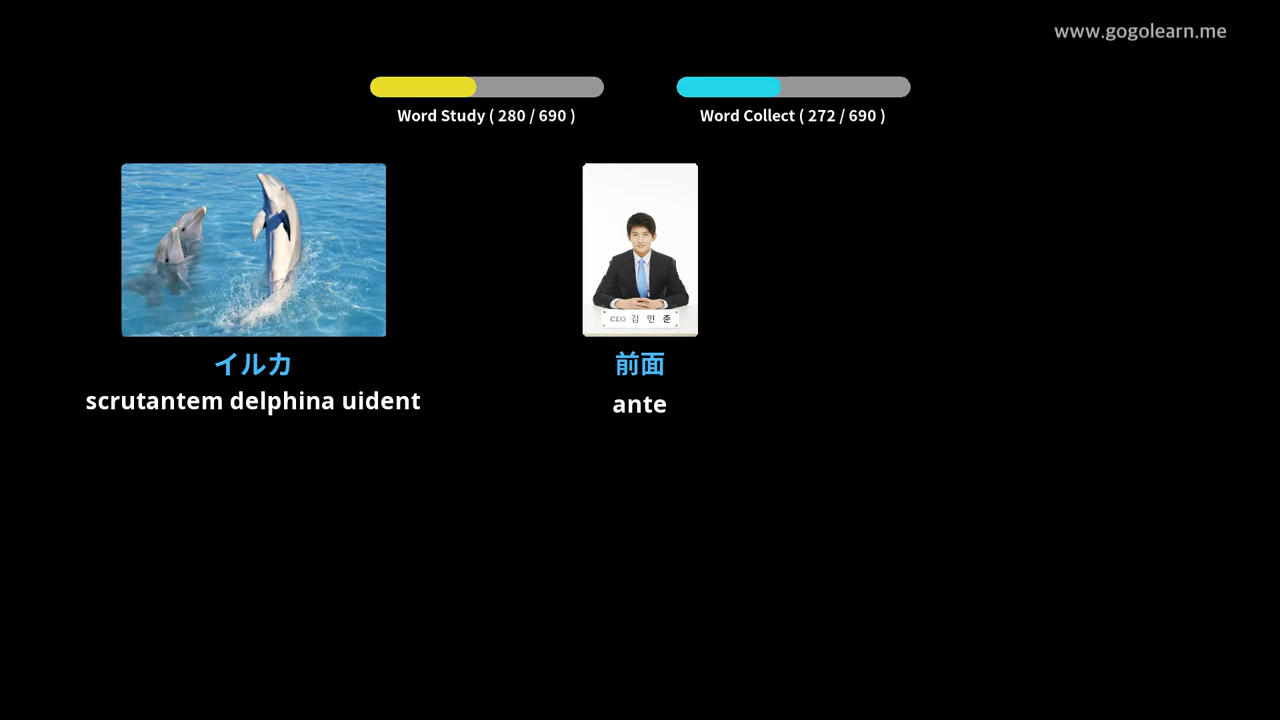 www.gogolearn.me
Word Study ( 280 / 690 )
Word Collect ( 272 / 690 )
CEO 김 민 준
イルカ
前面
scrutantem delphina uident
ante